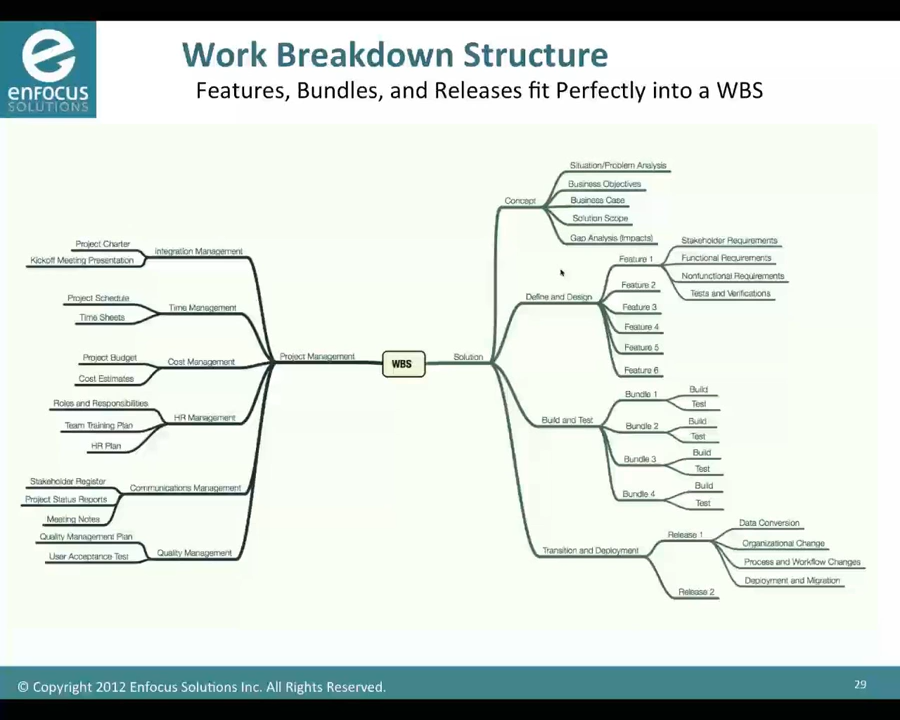 enfocus
SOLUTIONS
Work Breakdown Structure
Features, Bundles, and Releases fit Perfectly into a WBS
WBS
Project Management
Integration Management
Project Charter
Kickoff Meeting Presentation
Time Management
Project Schedule
Time Sheets
Cost Management
Project Budget
Cost Estimates
HR Management
Roles and Responsibilities
Team Training Plan
HR Plan
Communications Management
Stakeholder Register
Project Status Reports
Meeting Notes
Quality Management
Quality Management Plan
User Acceptance Test
Solution
Concept
Situation/Problem Analysis
Business Objectives
Business Case
Solution Scope
Gap Analysis (Impacts)
Define and Design
Feature 1
Stakeholder Requirements
Functional Requirements
Nonfunctional Requirements
Tests and Verifications
Feature 2
Feature 3
Feature 4
Feature 5
Feature 6
Build and Test
Bundle 1
Build
Test
Bundle 2
Build
Test
Bundle 3
Build
Test
Bundle 4
Build
Test
Transition and Deployment
Release 1
Data Conversion
Organizational Change
Process and Workflow Changes
Deployment and Migration
Release 2
© Copyright 2012 Enfocus Solutions Inc. All Rights Reserved.
29